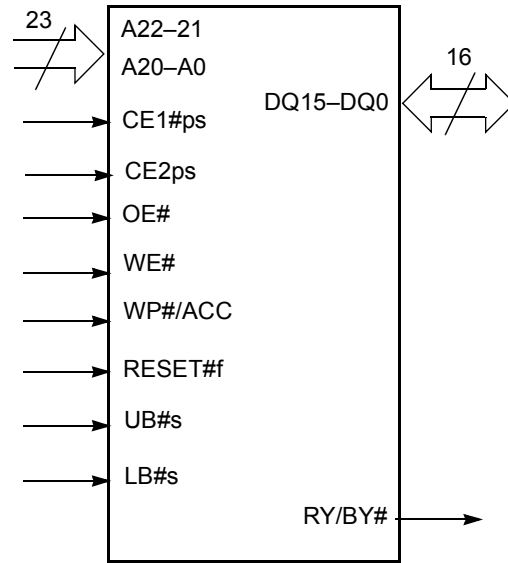 23
A22–21
A20–A0
16
DQ15–DQ0
CE1#ps
CE2ps
OE#
WE#
WP#/ACC
RESET#f
UB#s
LB#s
RY/BY#